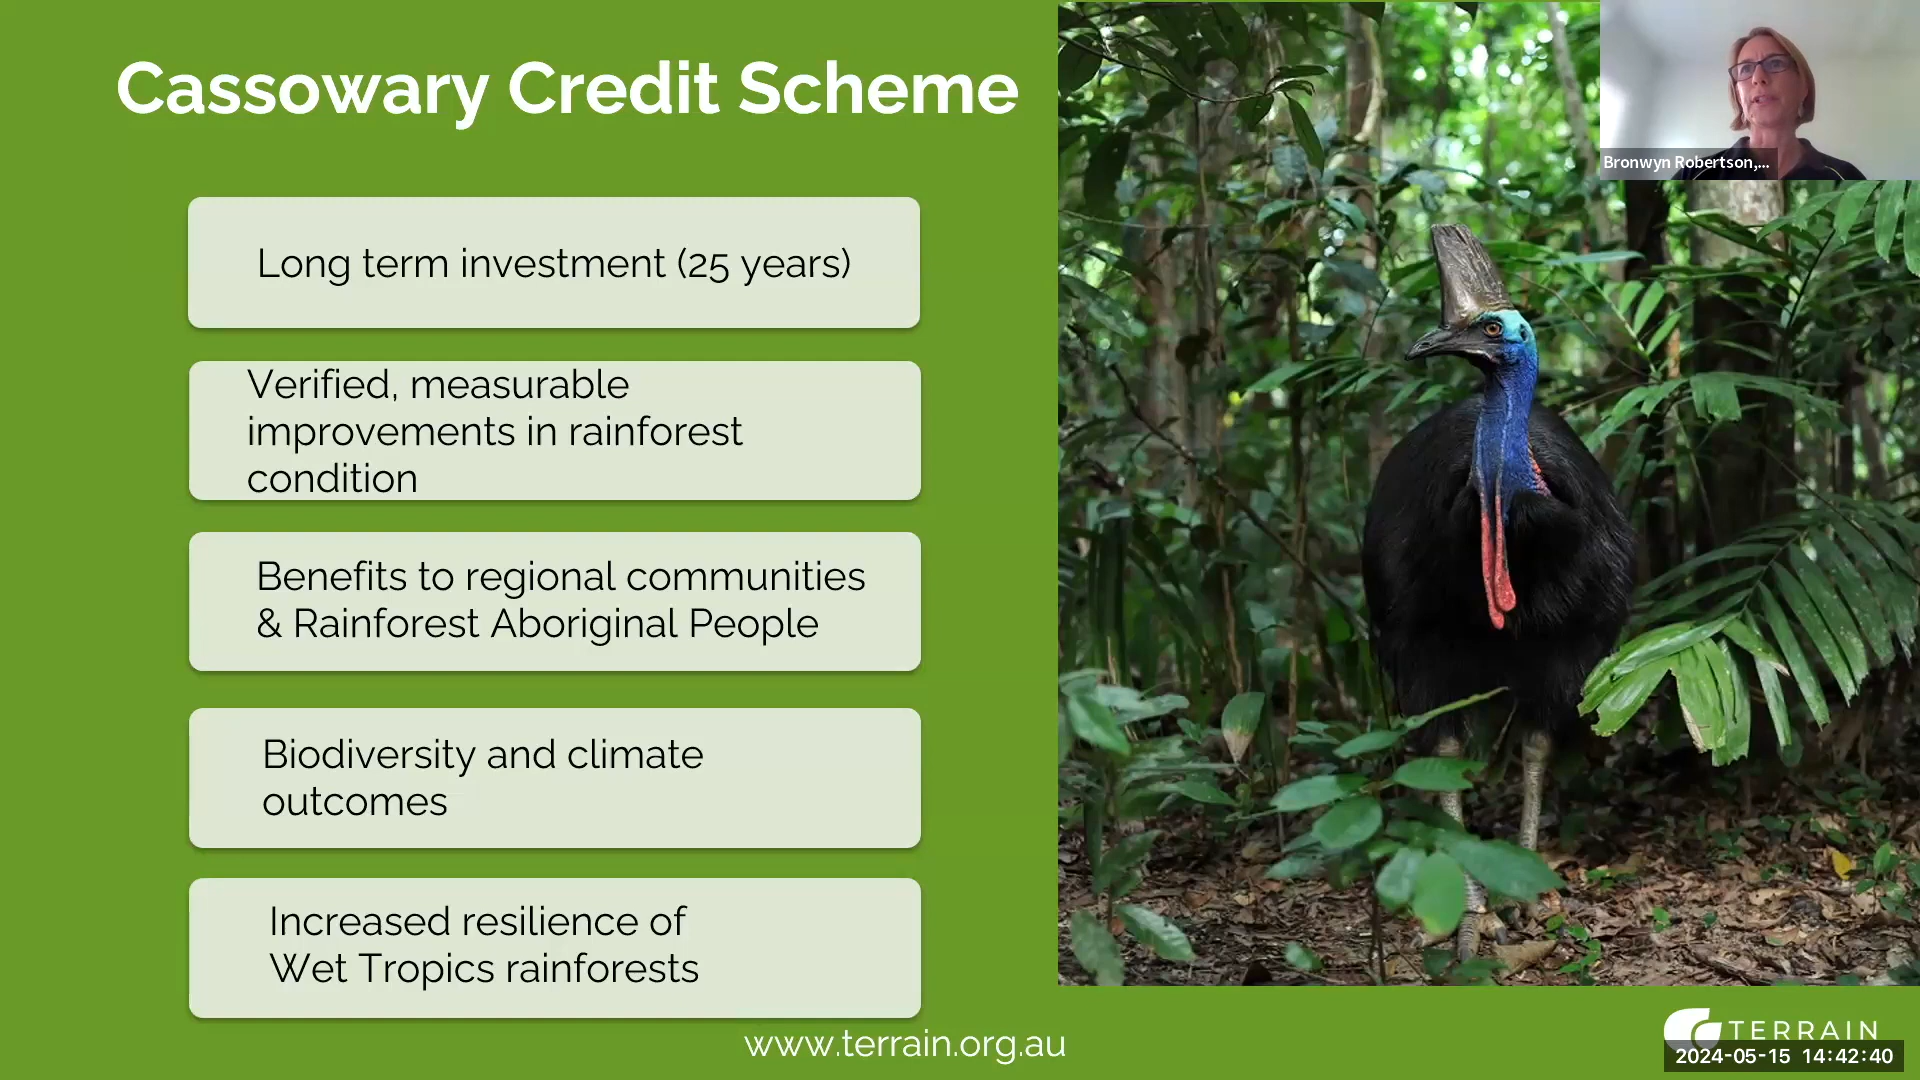 Cassowary Credit Scheme
Bronwyn Robertson,...
Long term investment (25 years)
Verified, measurable
improvements in rainforest
condition
Benefits to regional communities
& Rainforest Aboriginal People
Biodiversity and climate
outcomes
Increased resilience of
Wet Tropics rainforests
www.terrain.org.au
TERRAIN
2024-05-15 14:42:40